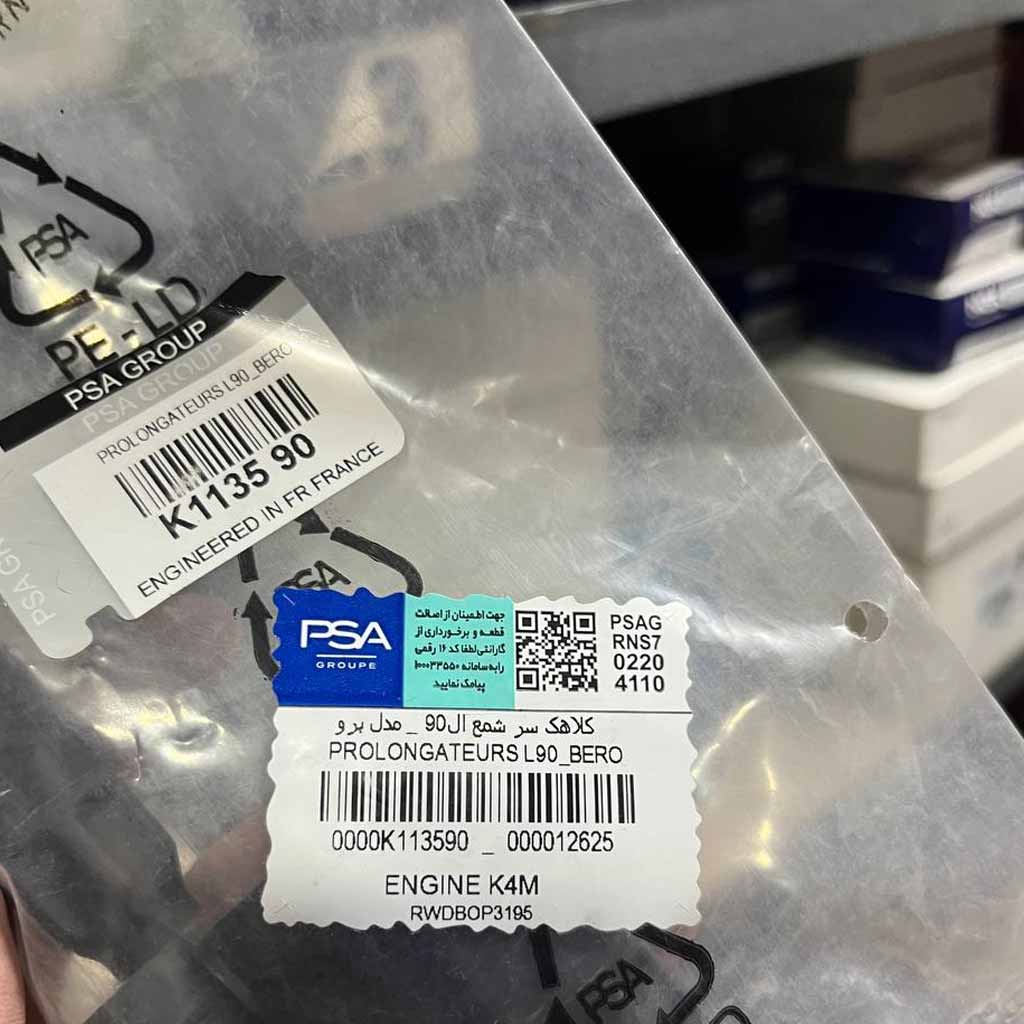 PSA
PE-LD
PSA GROUP
PSA GROUP
PROLONGATEURS L90_BERO
K1135 90
ENGINEERED IN FR FRANCE
PSA
PSA
GROUPE
جهت اطمینان از اصالت
قطعه و برخورداری از
گارانتی لطفا کد ۱۶ رقمی
را به سامانه ۱۰۰۰۳۳۵۵۰
پیامک نمایید
PSAG
RNS7
0220
4110
کلاهک سر شمع ال90 _ مدل برو
PROLONGATEURS L90_BERO
0000K113590 _ 000012625
ENGINE K4M
RWDBOP3195
PSA